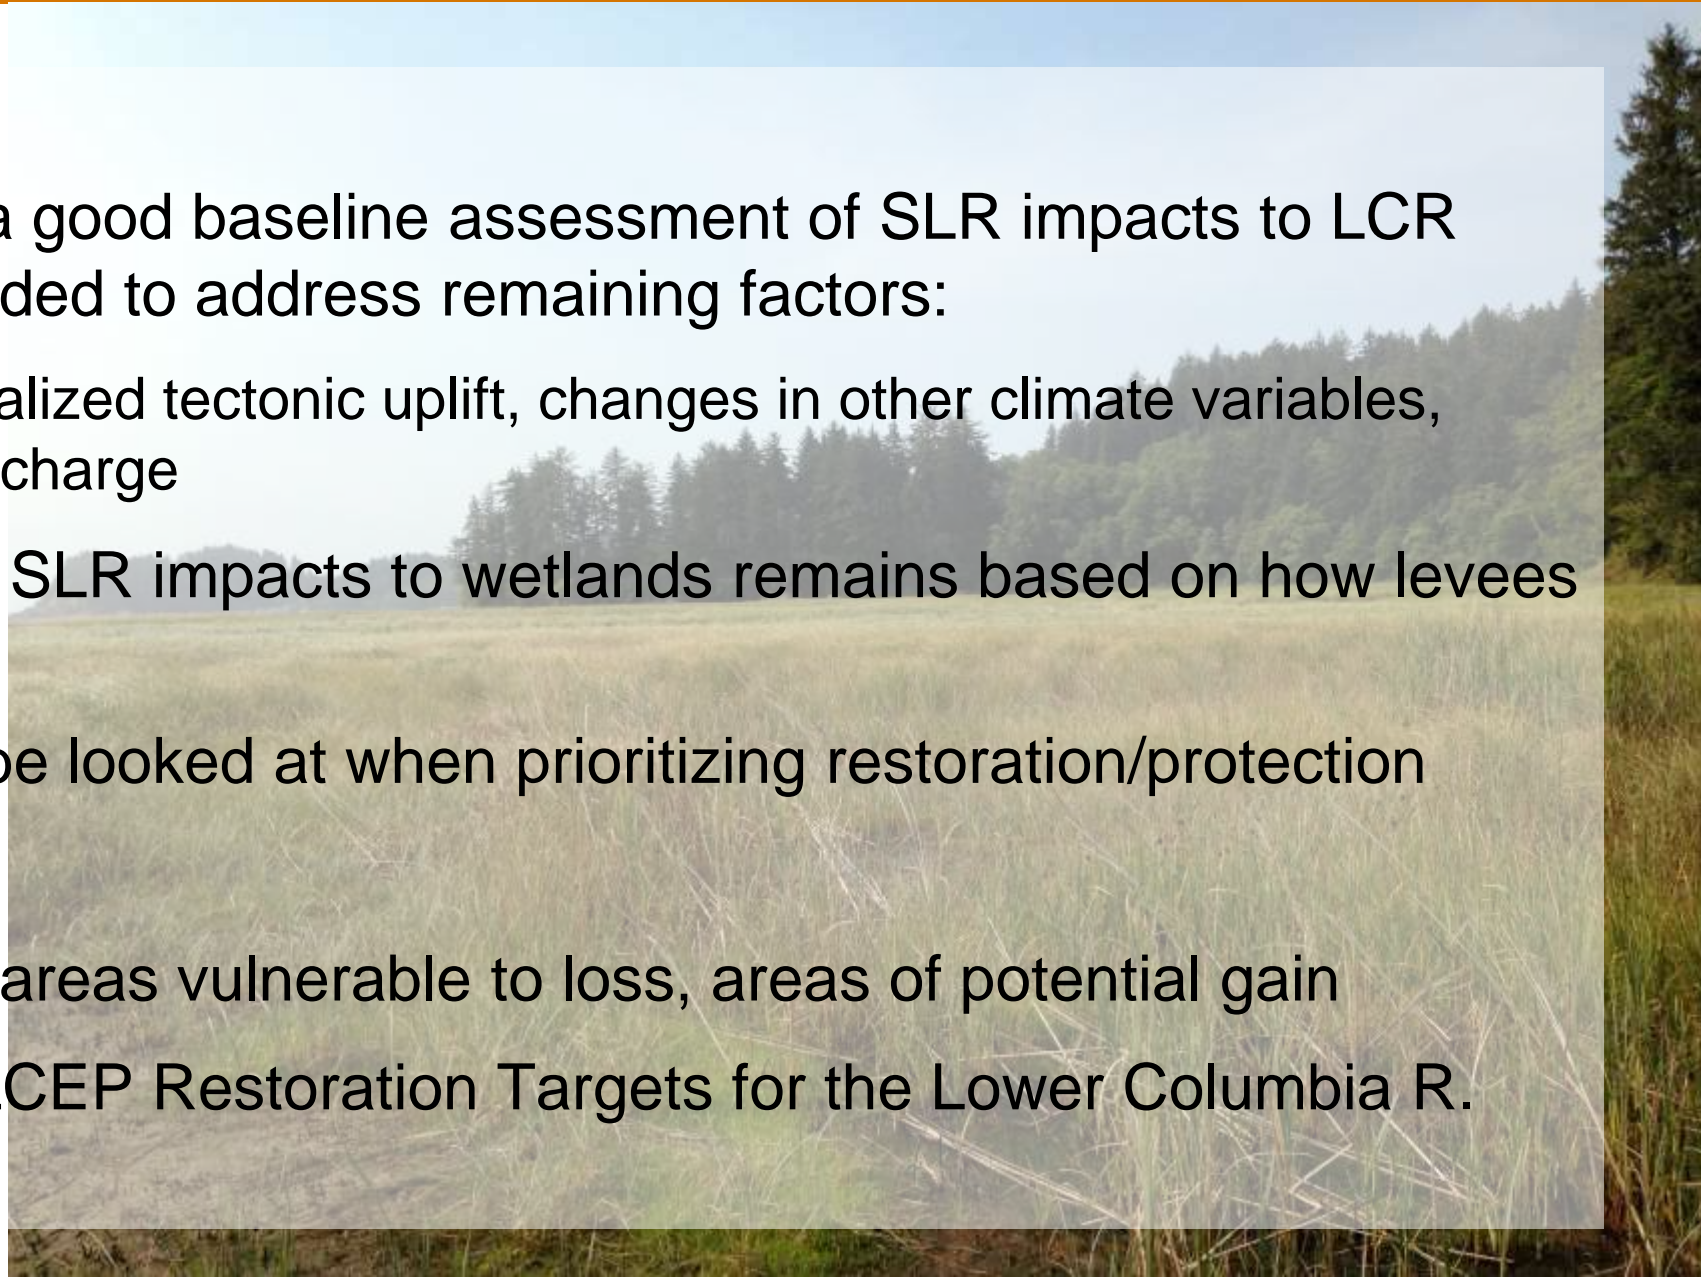 a good baseline assessment of SLR impacts to LCR
ded to address remaining factors:
alized tectonic uplift, changes in other climate variables,
charge
SLR impacts to wetlands remains based on how levees
be looked at when prioritizing restoration/protection
areas vulnerable to loss, areas of potential gain
CEP Restoration Targets for the Lower Columbia R.